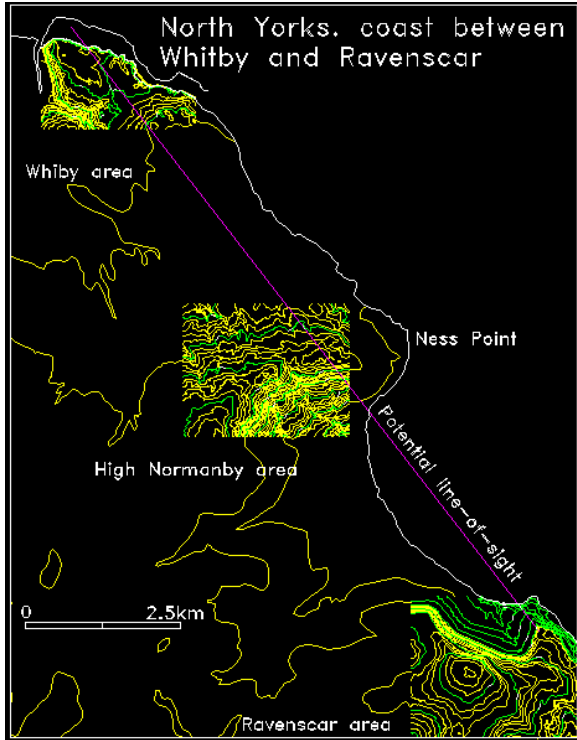 North Yorks. coast between
Whitby and Ravenscar
Whiby area
Ness Point
Potential line-of-sight
High Normanby area
0 2.5km
Ravenscar area